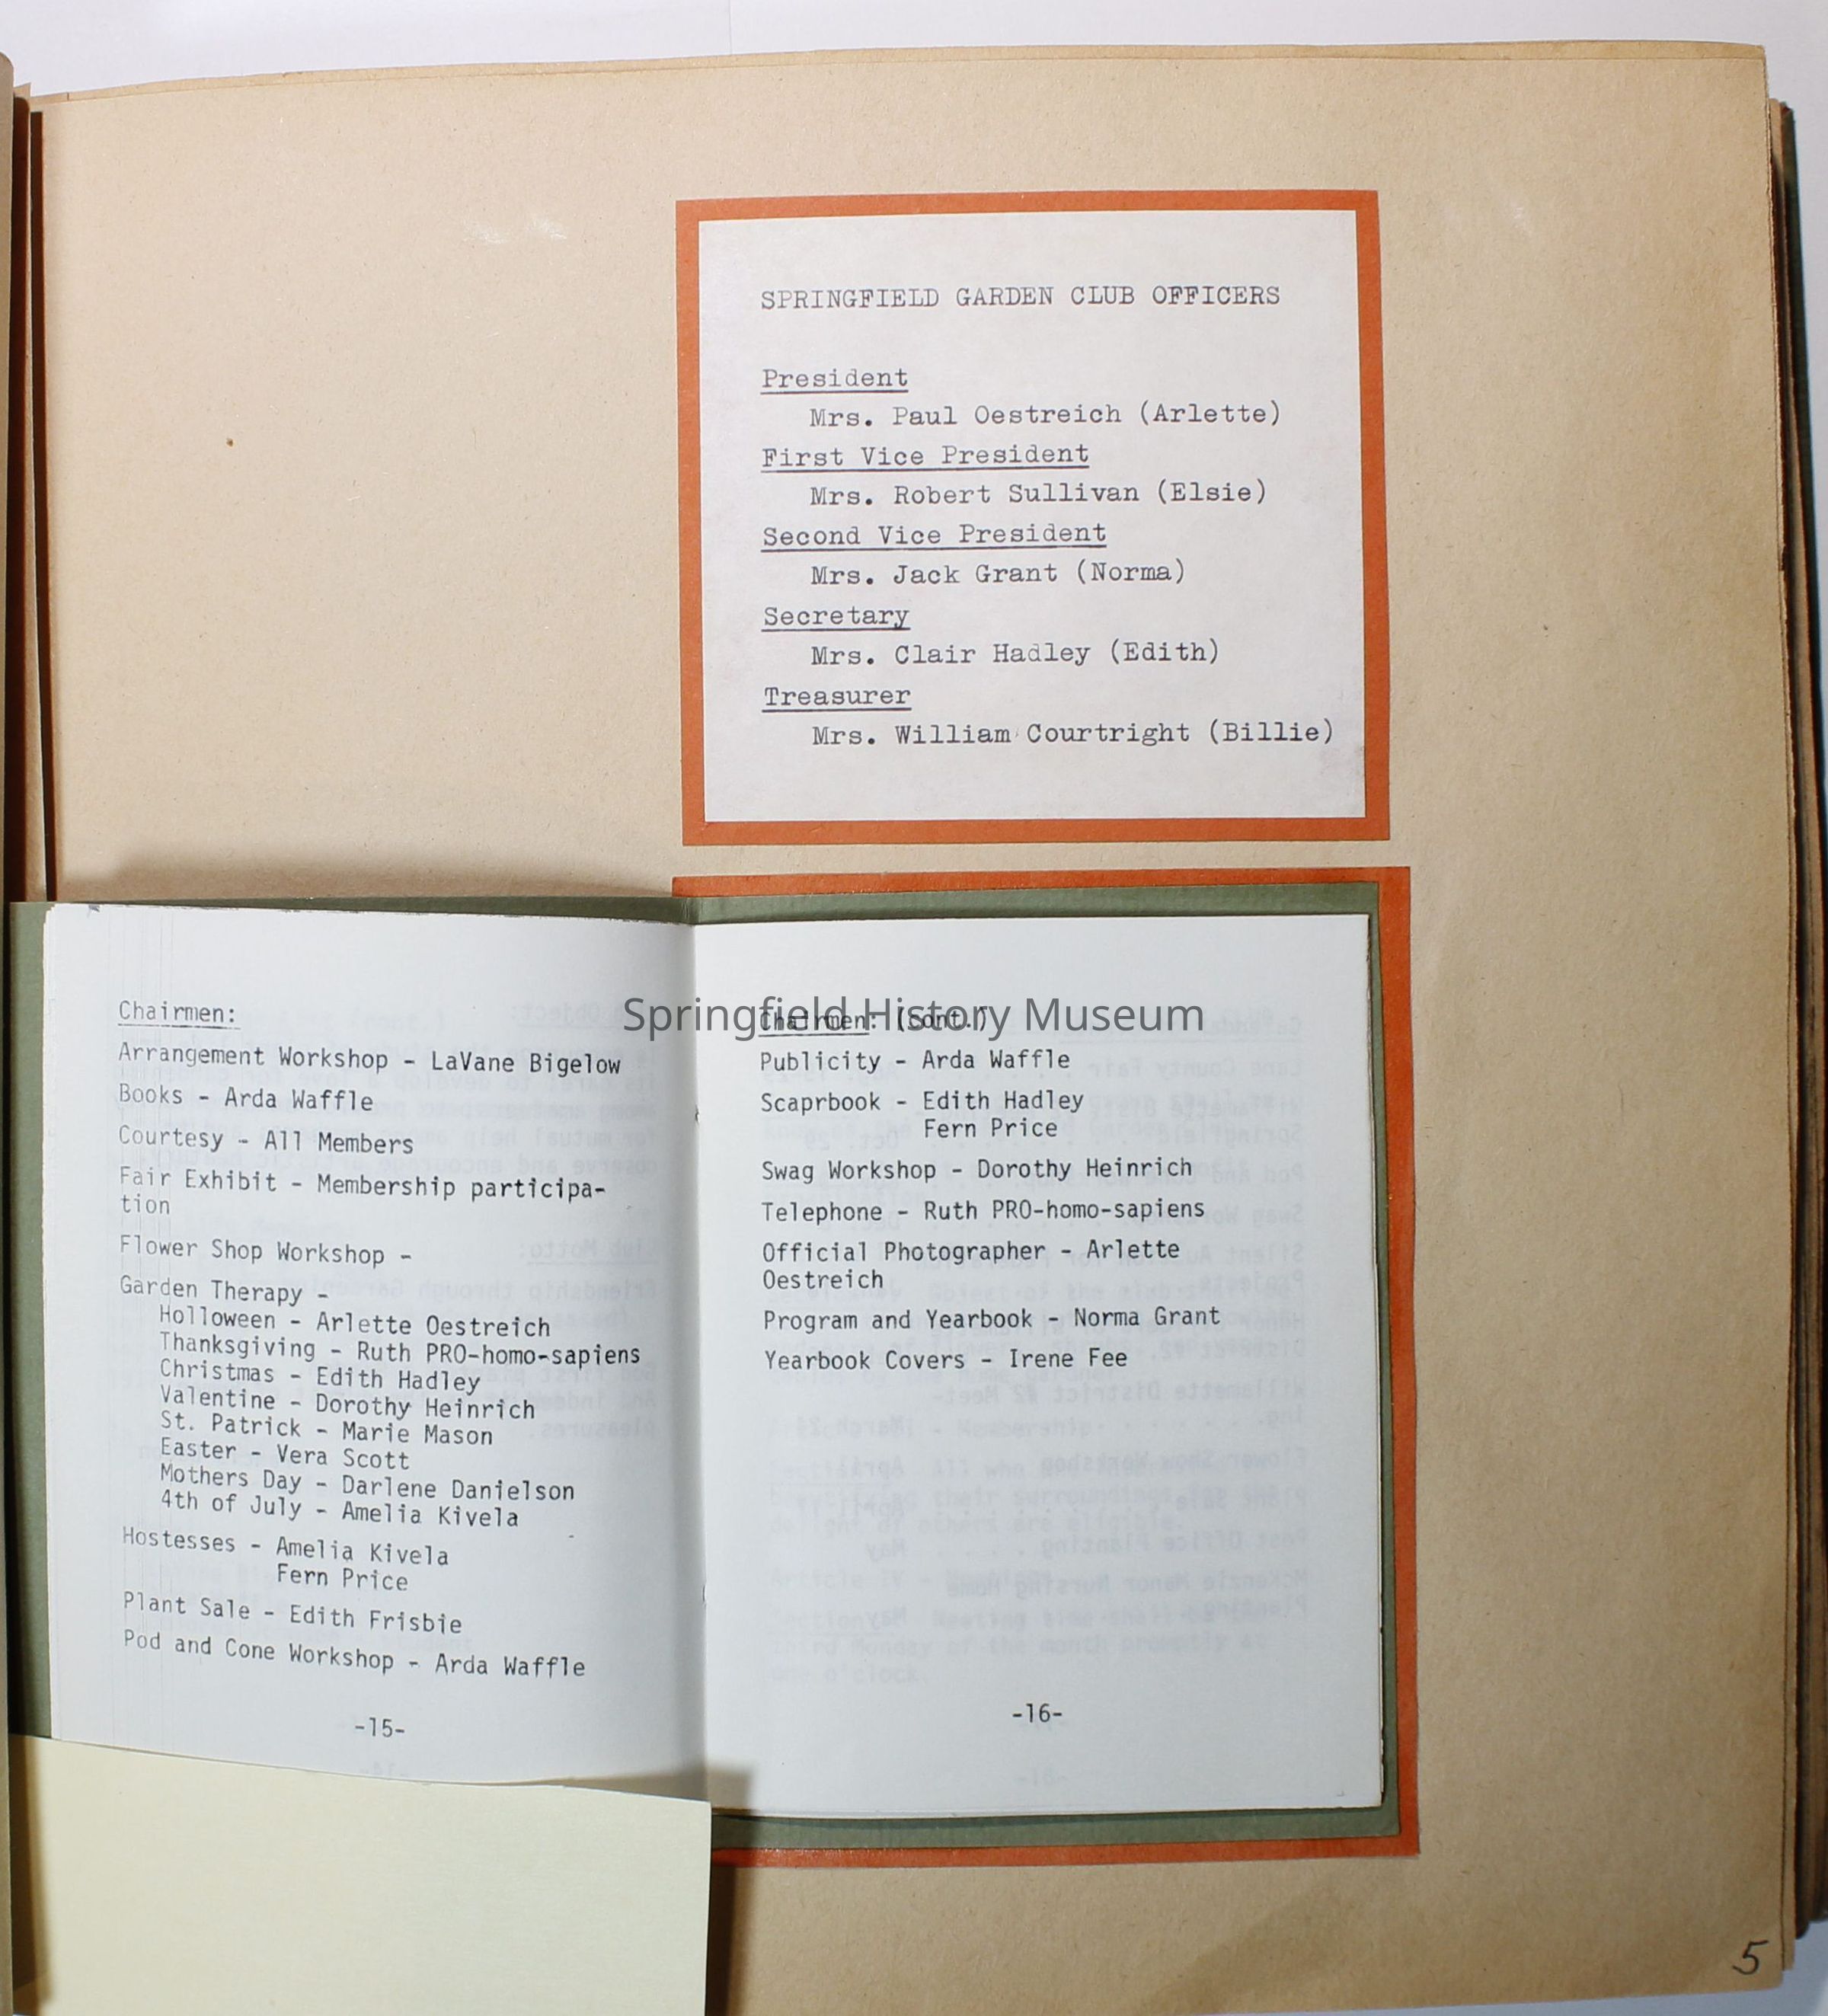 SPRINGFIELD GARDEN CLUB OFFICERS
President
Mrs. Paul Oestreich (Arlette)
First Vice President
Mrs. Robert Sullivan (Elsie)
Second Vice President
Mrs. Jack Grant (Norma)
Secretary
Mrs. Clair Hadley (Edith)
Treasurer
Mrs. William Courtright (Billie)
Springfield History Museum
Chairmen:
Arrangement Workshop - LaVane Bigelow
Books - Arda Waffle
Courtesy - All Members
Fair Exhibit - Membership participa-
tion
Flower Shop Workshop -
Garden Therapy -
Holloween - Arlette Oestreich
Thanksgiving - Ruth PRO-homo-sapiens
Christmas - Edith Hadley
Valentine - Dorothy Heinrich
St. Patrick - Marie Mason
Easter - Vera Scott
Mothers Day - Darlene Danielson
4th of July - Amelia Kivela
Hostesses - Amelia Kivela
Fern Price
Plant Sale - Edith Frisbie
Pod and Cone Workshop - Arda Waffle
-15-
Chairmen: (cont.)
Publicity - Arda Waffle
Scaprbook - Edith Hadley
Fern Price
Swag Workshop - Dorothy Heinrich
Telephone - Ruth PRO-homo-sapiens
Official Photographer - Arlette
Oestreich
Program and Yearbook - Norma Grant
Yearbook Covers - Irene Fee
-16-
5